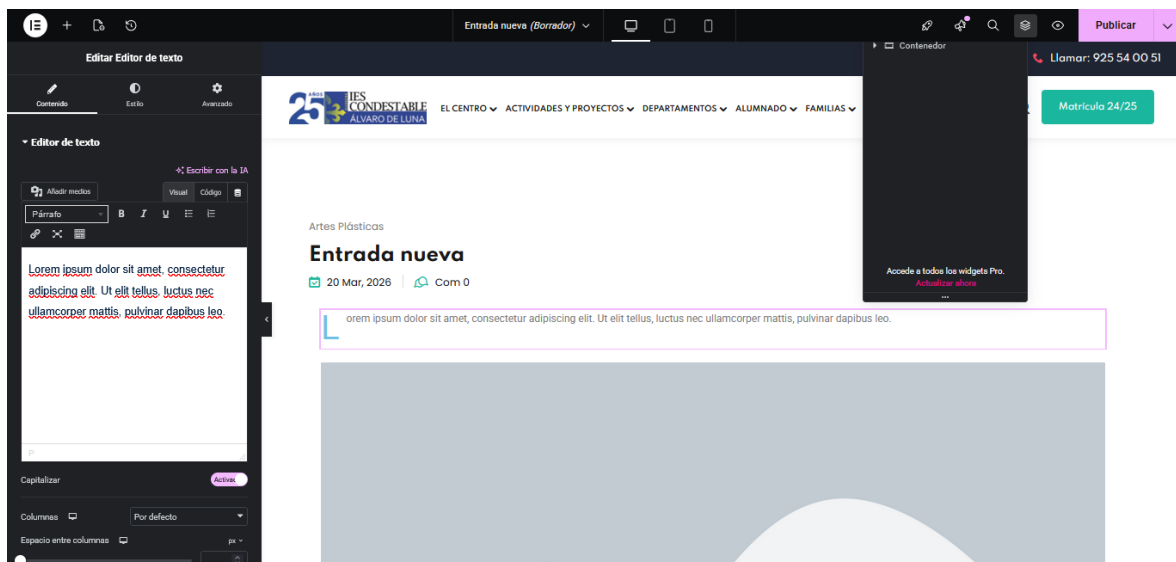 Entrada nueva (Borrador)
Publicar
Editar Editor de texto
Contenido
Estilo
Avanzado
Editor de texto
Escribir con la IA
Añadir medios
Visual
Código
Párrafo
B I U
Lorem ipsum dolor sit amet, consectetur
adipiscing elit. Ut elit tellus, luctus nec
ullamcorper mattis, pulvinar dapibus leo.
P
Capitalizar
Columnas
Por defecto
Espacio entre columnas
px
Contenedor
Accede a todos los widgets Pro.
Actualizar ahora
Llamar: 925 54 00 51
25 AÑOS
IES
CONDESTABLE
ÁLVARO DE LUNA
EL CENTRO
ACTIVIDADES Y PROYECTOS
DEPARTAMENTOS
ALUMNADO
FAMILIAS
Matrícula 24/25
Artes Plásticas
Entrada nueva
20 Mar, 2026
Com 0
Lorem ipsum dolor sit amet, consectetur adipiscing elit. Ut elit tellus, luctus nec ullamcorper mattis, pulvinar dapibus leo.